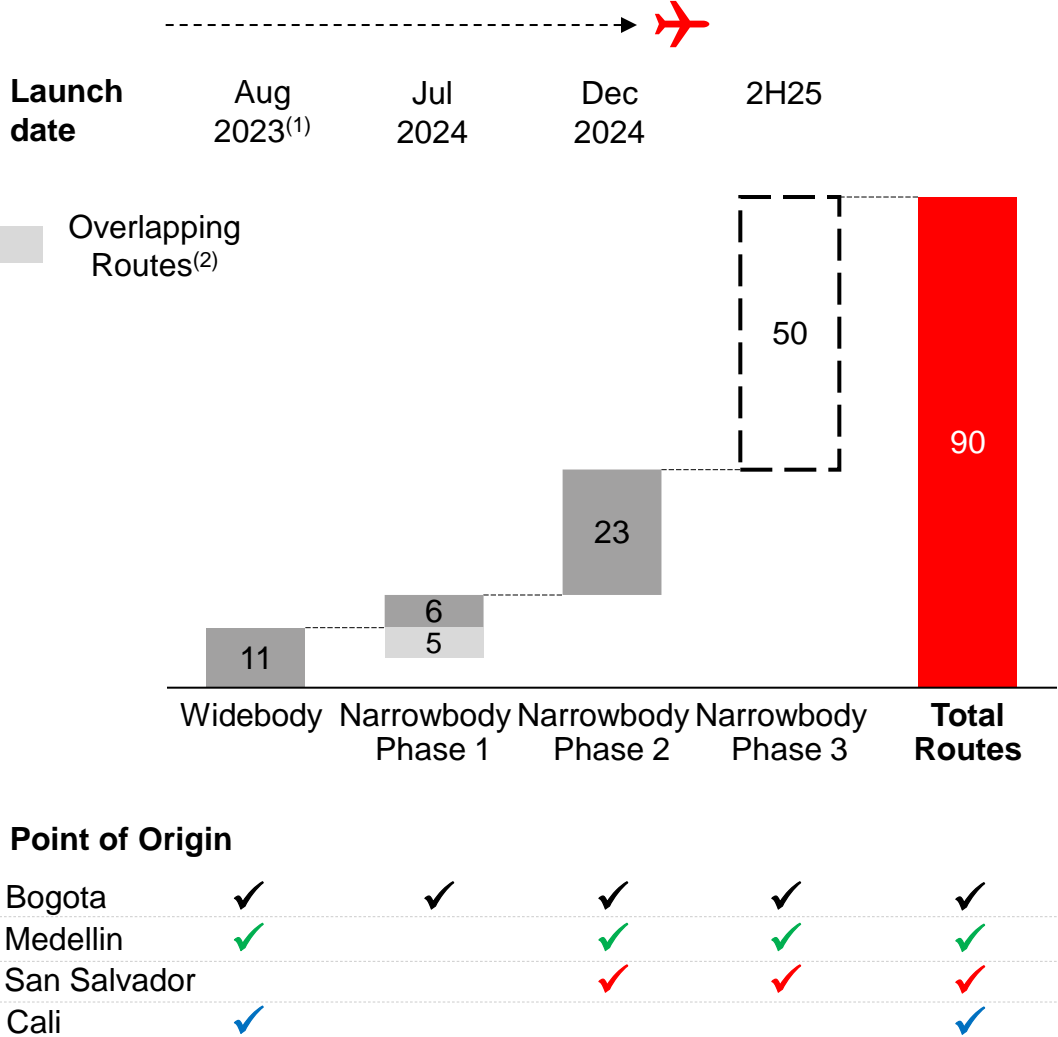 Launch date
Aug 2023(1)
Jul 2024
Dec 2024
2H25
Overlapping
Routes(2)
50
90
23
6
11
5
Widebody
Narrowbody Phase 1
Narrowbody Phase 2
Narrowbody Phase 3
Total Routes
Point of Origin
Bogota
Medellin
San Salvador
Cali